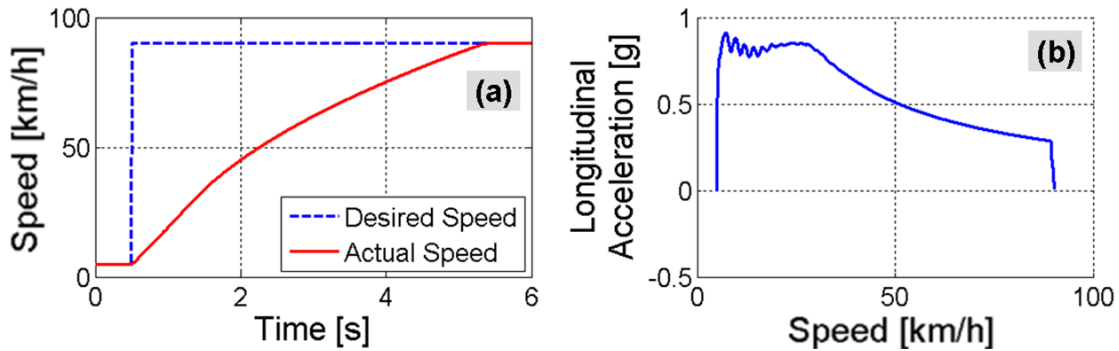 100
50
0
Speed [km/h]
(a)
Desired Speed
Actual Speed
0
2
4
6
Time [s]
1
0.5
0
-0.5
Longitudinal
Acceleration [g]
(b)
0
50
100
Speed [km/h]